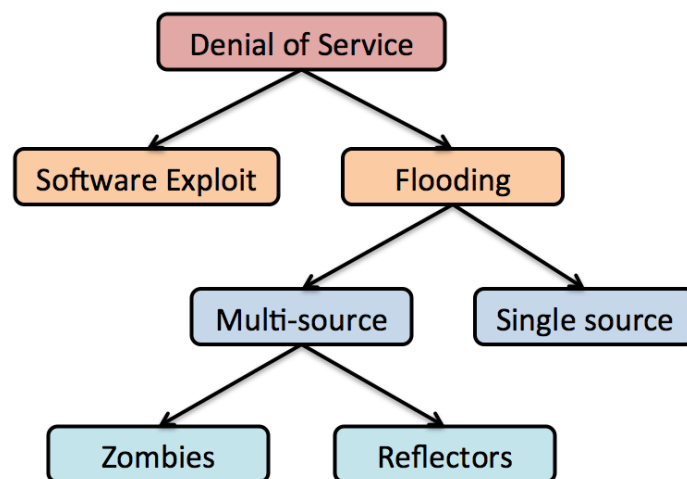 Denial of Service
Software Exploit
Flooding
Multi-source
Single source
Zombies
Reflectors